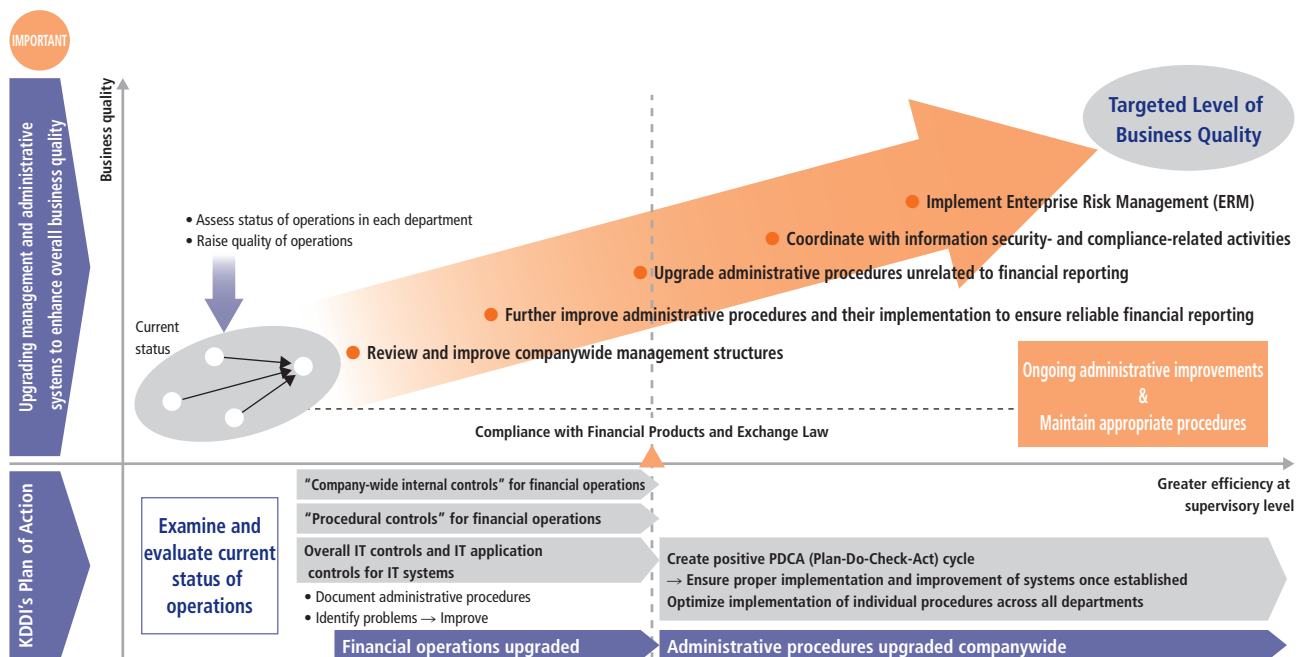 IMPORTANT
Upgrading management and administrative
systems to enhance overall business quality
Business quality
Targeted Level of
Business Quality
• Assess status of operations in each department
• Raise quality of operations
Current
status
Implement Enterprise Risk Management (ERM)
Coordinate with information security- and compliance-related activities
Upgrade administrative procedures unrelated to financial reporting
Further improve administrative procedures and their implementation to ensure reliable financial reporting
Review and improve companywide management structures
Ongoing administrative improvements
&
Maintain appropriate procedures
Compliance with Financial Products and Exchange Law
Greater efficiency at
supervisory level
KDDI's Plan of Action
Examine and
evaluate current
status of
operations
“Company-wide internal controls” for financial operations
“Procedural controls” for financial operations
Overall IT controls and IT application
controls for IT systems
• Document administrative procedures
• Identify problems → Improve
Create positive PDCA (Plan-Do-Check-Act) cycle
→ Ensure proper implementation and improvement of systems once established
Optimize implementation of individual procedures across all departments
Financial operations upgraded
Administrative procedures upgraded companywide